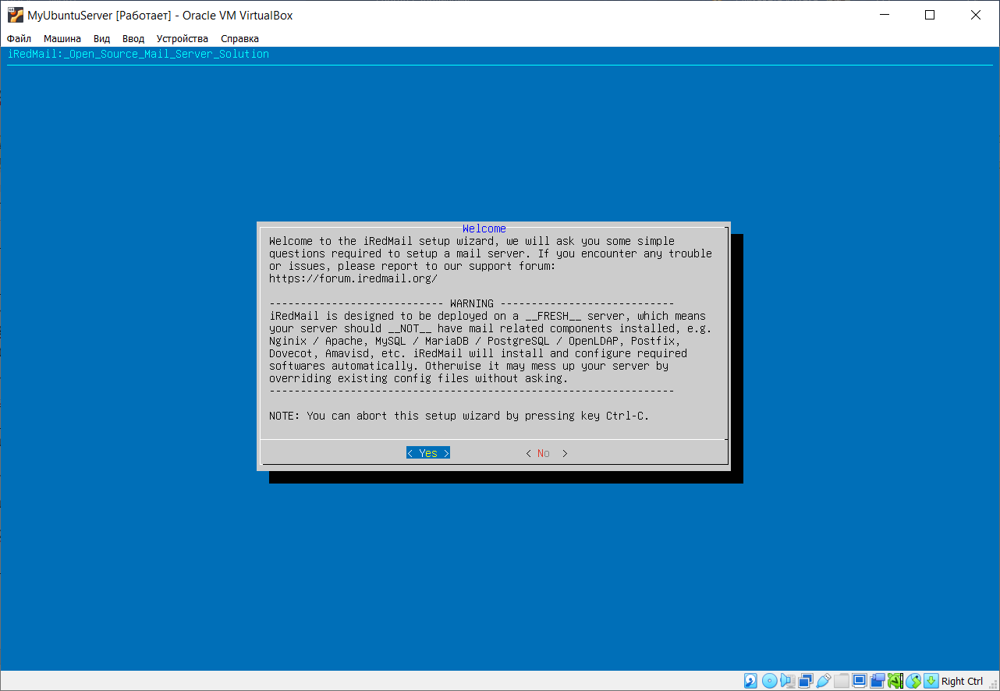 MyUbuntuServer [Работает] - Oracle VM VirtualBox
Файл Машина Вид Ввод Устройства Справка
iRedMail:_Open_Source_Mail_Server_Solution
Welcome
Welcome to the iRedMail setup wizard, we will ask you some simple
questions required to setup a mail server. If you encounter any trouble
or issues, please report to our support forum:
https://forum.iredmail.org/
---------------------------- WARNING ----------------------------
iRedMail is designed to be deployed on a __FRESH__ server, which means
your server should __NOT__ have mail related components installed, e.g.
Nginix / Apache, MySQL / MariaDB / PostgreSQL / OpenLDAP, Postfix,
Dovecot, Amavisd, etc. iRedMail will install and configure required
softwares automatically. Otherwise it may mess up your server by
overriding existing config files without asking.
-----------------------------------------------------------------
NOTE: You can abort this setup wizard by pressing key Ctrl-C.
< Yes > < No >
Right Ctrl